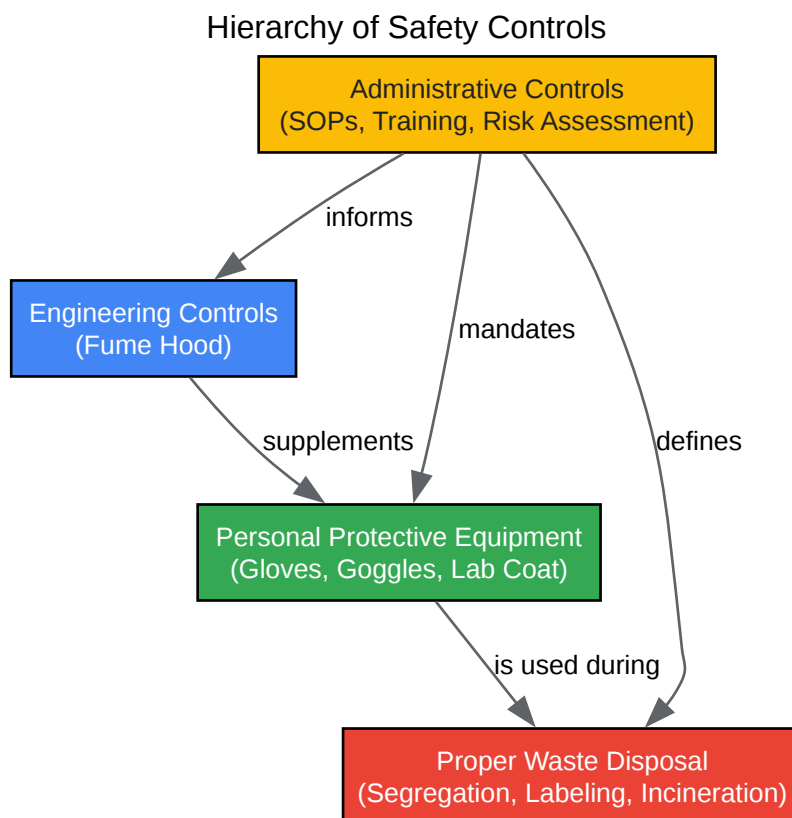 Hierarchy of Safety Controls
Administrative Controls
(SOPs, Training, Risk Assessment)
informs
Engineering Controls
(Fume Hood)
mandates
supplements
defines
Personal Protective Equipment
(Gloves, Goggles, Lab Coat)
is used during
Proper Waste Disposal
(Segregation, Labeling, Incineration)